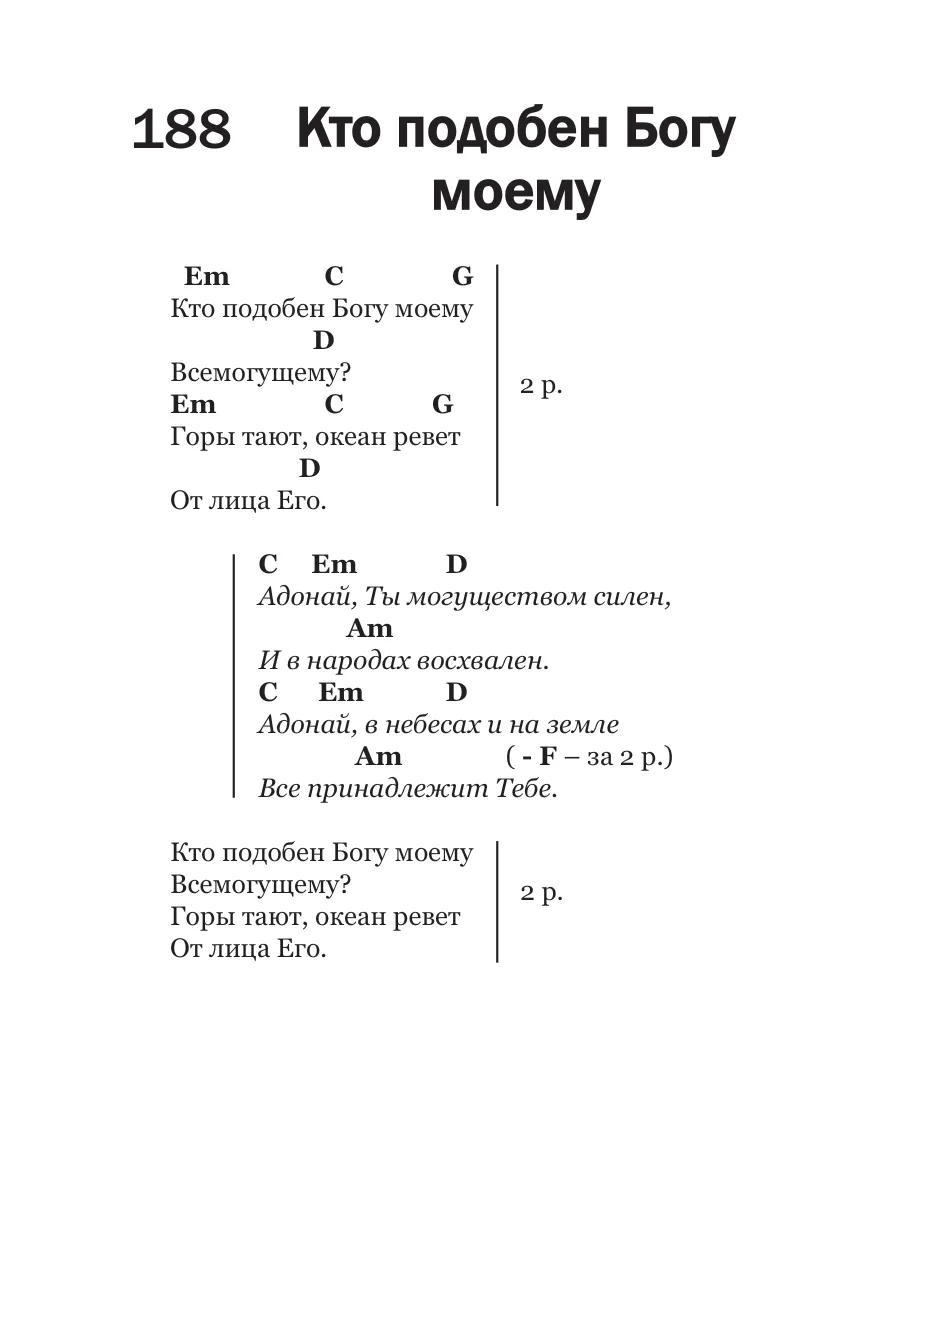 188 Кто подобен Богу
моему
Em C G
Кто подобен Богу моему
D
Всемогущему?
2 р.
Em C G
Горы тают, океан ревет
D
От лица Его.
C Em D
Адонай, Ты могуществом силен,
Am
И в народах восхвален.
C Em D
Адонай, в небесах и на земле
Am ( - F – за 2 р.)
Все принадлежит Тебе.
Кто подобен Богу моему
Всемогущему?
2 р.
Горы тают, океан ревет
От лица Его.